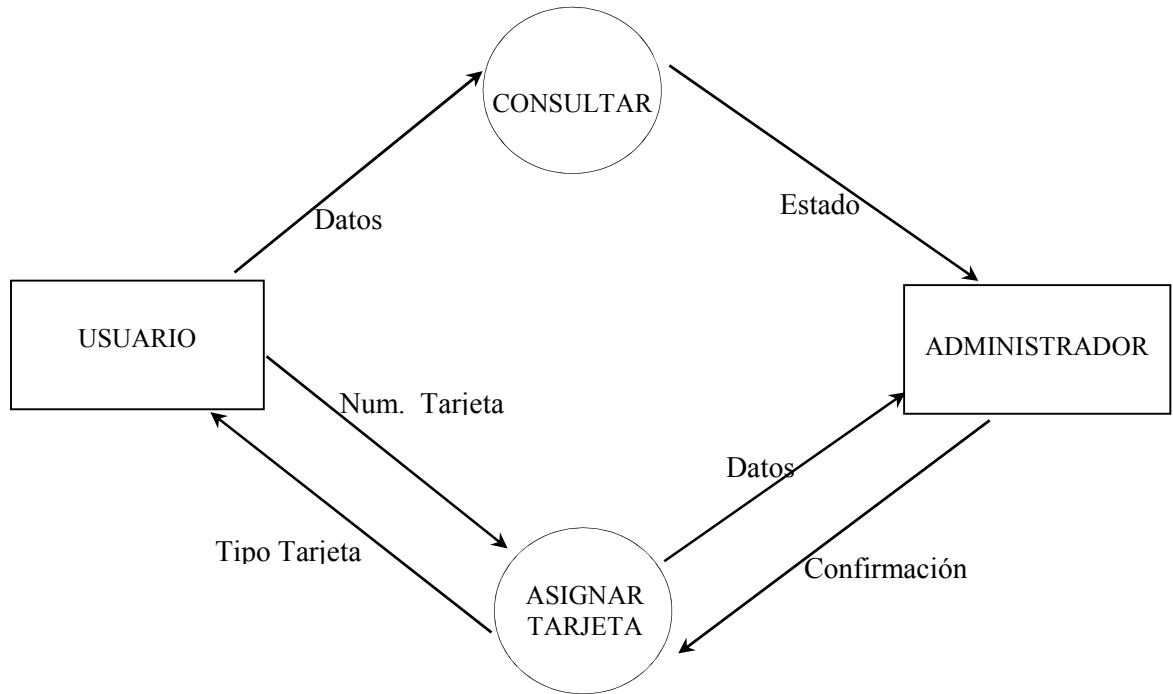 CONSULTAR
Datos
Estado
USUARIO
ADMINISTRADOR
Num. Tarjeta
Datos
Tipo Tarjeta
Confirmación
ASIGNAR
TARJETA